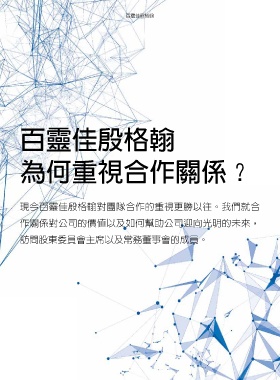 百靈佳殷格翰
百靈佳殷格翰
為何重視合作關係？
現今百靈佳殷格翰對團隊合作的重視更勝以往。我們就合
作關係對公司的價值以及如何幫助公司迎向光明的未來，
訪問股東委員會主席以及常務董事會的成員。